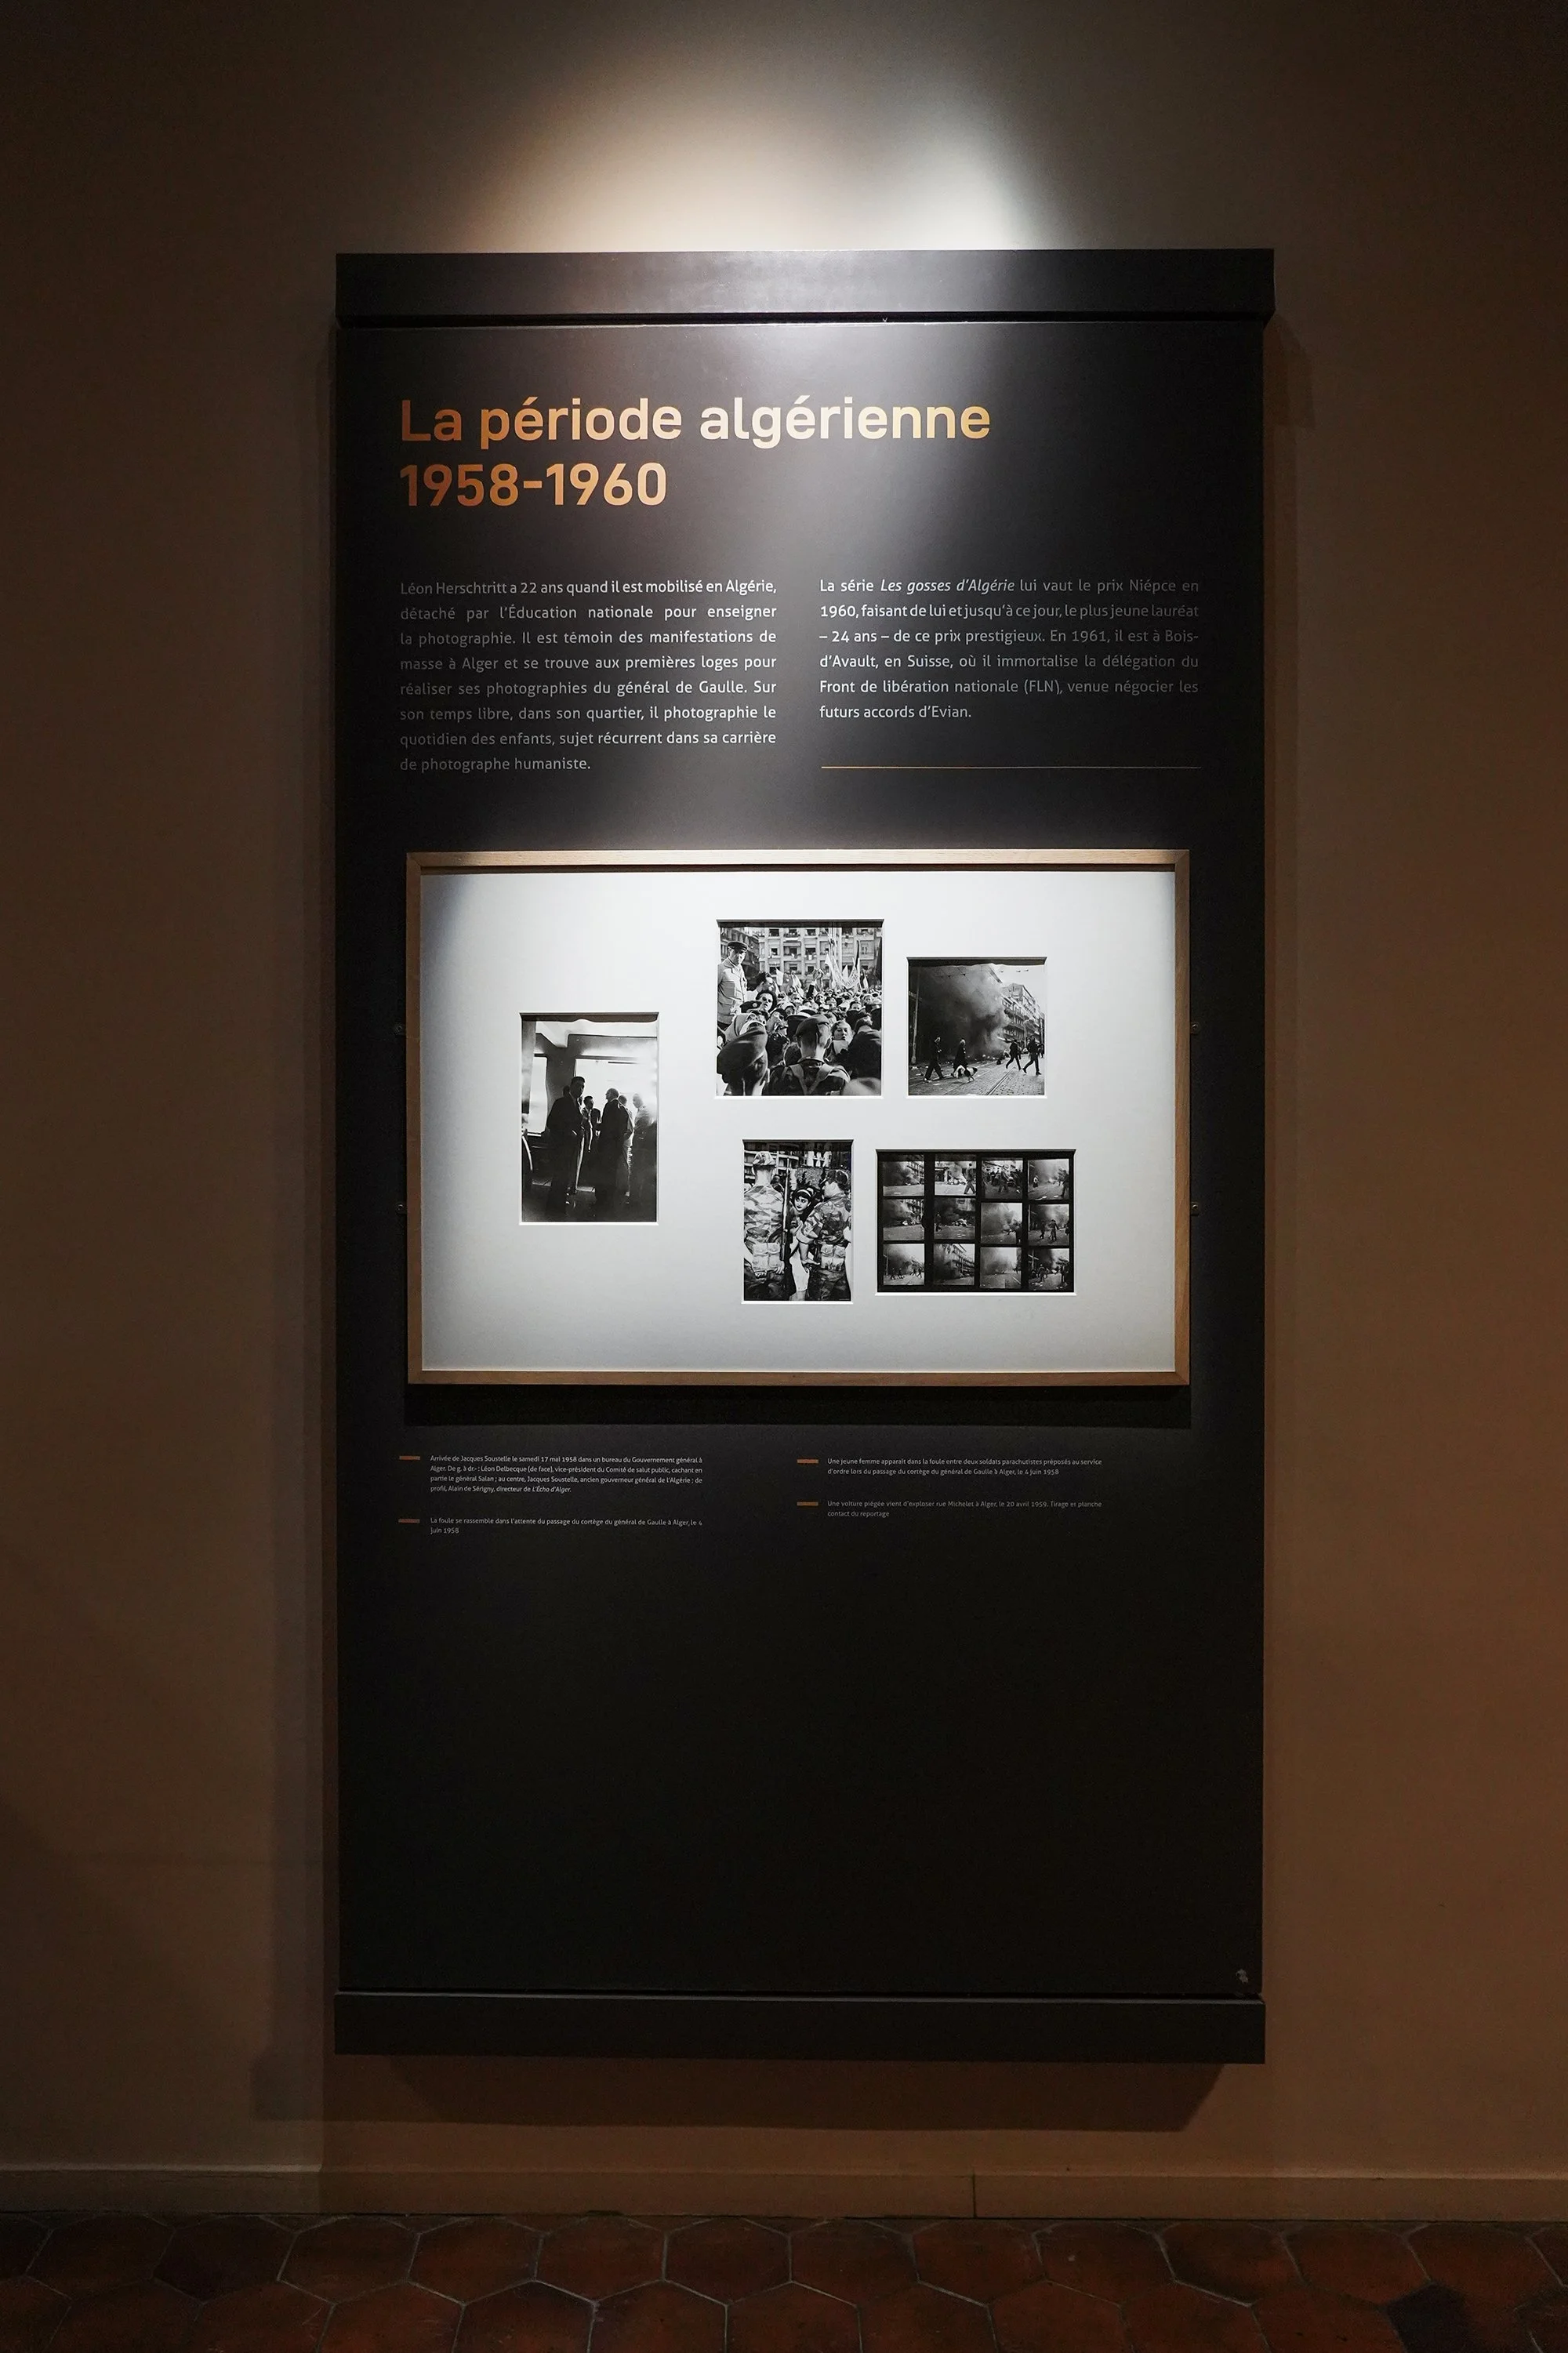 La période algérienne
1958-1960
Léon Herschtritt a 22 ans quand il est mobilisé en Algérie,
détaché par l'Éducation nationale pour enseigner
la photographie. Il est témoin des manifestations de
masse à Alger et se trouve aux premières loges pour
réaliser ses photographies du général de Gaulle. Sur
son temps libre, dans son quartier, il photographie le
quotidien des enfants, sujet récurrent dans sa carrière
de photographe humaniste.
La série Les gosses d'Algérie lui vaut le prix Niépce en
1960, faisant de lui et jusqu'à ce jour, le plus jeune lauréat
– 24 ans – de ce prix prestigieux. En 1961, il est à Bois-
d'Avault, en Suisse, où il immortalise la délégation du
Front de libération nationale (FLN), venue négocier les
futurs accords d'Evian.
Arrivée de Jacques Soustelle le samedi 17 mai 1958 dans un bureau du Gouvernement général à
Alger. De g. à dr. : Léon Delbecque (de face), vice-président du Comité de salut public, cachant en
partie le général Salan ; au centre, Jacques Soustelle, ancien gouverneur général de l'Algérie ; de
profil, Alain de Sérigny, directeur de L'Écho d'Alger.
La foule se rassemble dans l'attente du passage du cortège du général de Gaulle à Alger, le 4
juin 1958
Une jeune femme apparaît dans la foule entre deux soldats parachutistes préposés au service
d'ordre lors du passage du cortège du général de Gaulle à Alger, le 4 juin 1958
Une voiture piégée vient d'exploser rue Michelet à Alger, le 20 avril 1959. Tirage et planche
contact du reportage